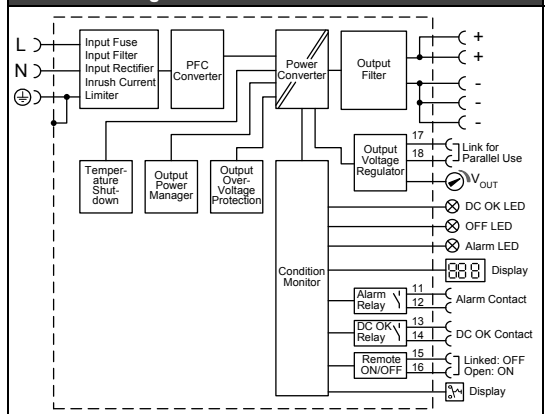 L
N
Input Fuse
Input Filter
Input Rectifier
Inrush Current
Limiter
PFC
Converter
Power
Converter
Output
Filter
+
+
-
-
-
Temper-
ature
Shut-
down
Output
Power
Manager
Output
Over-
Voltage
Protection
Output
Voltage
Regulator
17
18
Link for
Parallel Use
VOUT
Condition
Monitor
DC OK LED
OFF LED
Alarm LED
888 Display
Alarm
Relay
11
12
Alarm Contact
DC OK
Relay
13
14
DC OK Contact
Remote
ON/OFF
15
16
Linked: OFF
Open: ON
Display